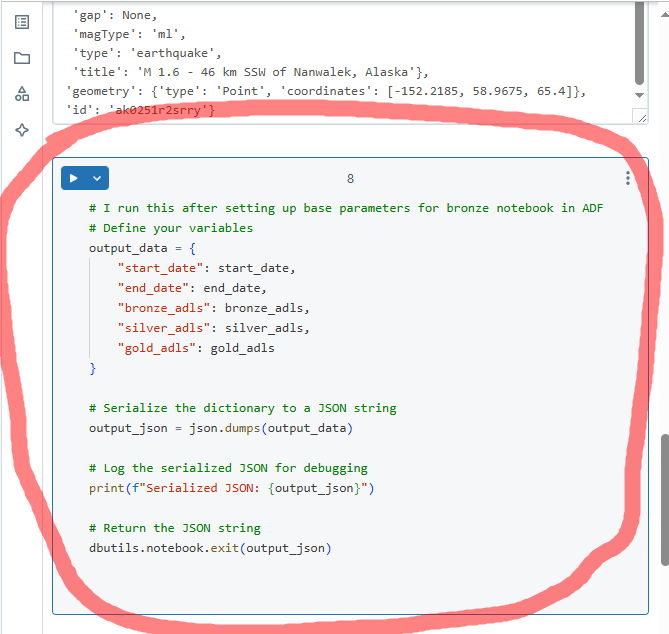 'gap': None,
'magType': 'ml',
'type': 'earthquake',
'title': 'M 1.6 - 46 km SSW of Nanwalek, Alaska'},
'geometry': {'type': 'Point', 'coordinates': [-152.2185, 58.9675, 65.4]},
'id': 'ak0251r2srry'}
8
# I run this after setting up base parameters for bronze notebook in ADF
# Define your variables
output_data = {
"start_date": start_date,
"end_date": end_date,
"bronze_adls": bronze_adls,
"silver_adls": silver_adls,
"gold_adls": gold_adls
}
# Serialize the dictionary to a JSON string
output_json = json.dumps(output_data)
# Log the serialized JSON for debugging
print(f"Serialized JSON: {output_json}")
# Return the JSON string
dbutils.notebook.exit(output_json)